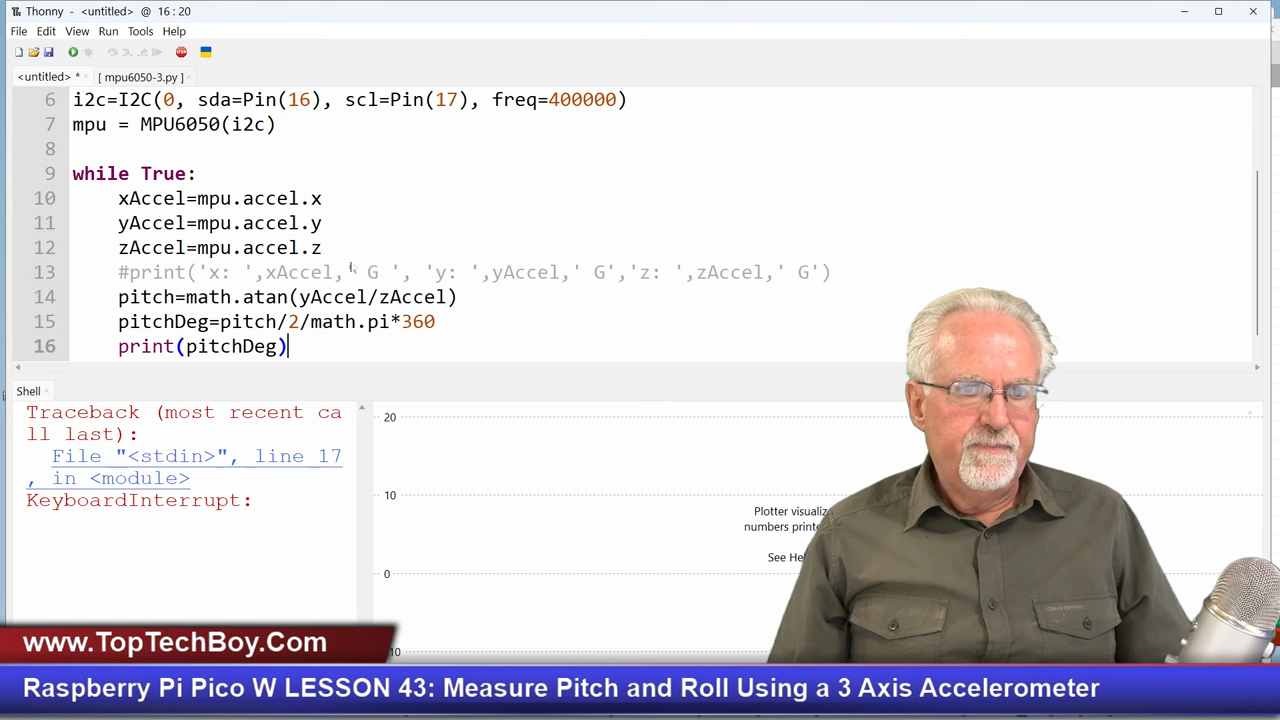 Thonny - <untitled> @ 16 : 20
File Edit View Run Tools Help
STOP
<untitled> * [ mpu6050-3.py ]
6 i2c=I2C(0, sda=Pin(16), scl=Pin(17), freq=400000)
7 mpu = MPU6050(i2c)
8
9 while True:
10 xAccel=mpu.accel.x
11 yAccel=mpu.accel.y
12 zAccel=mpu.accel.z
13 #print('x: ',xAccel,' G ', 'y: ',yAccel,' G','z: ',zAccel,' G')
14 pitch=math.atan(yAccel/zAccel)
15 pitchDeg=pitch/2/math.pi*360
16 print(pitchDeg)
Shell
Traceback (most recent ca
ll last):
File "<stdin>", line 17
, in <module>
KeyboardInterrupt:
20
10
0
10
Plotter visualiz
numbers printe
See Hel
www.TopTechBoy.Com
Raspberry Pi Pico W LESSON 43: Measure Pitch and Roll Using a 3 Axis Accelerometer